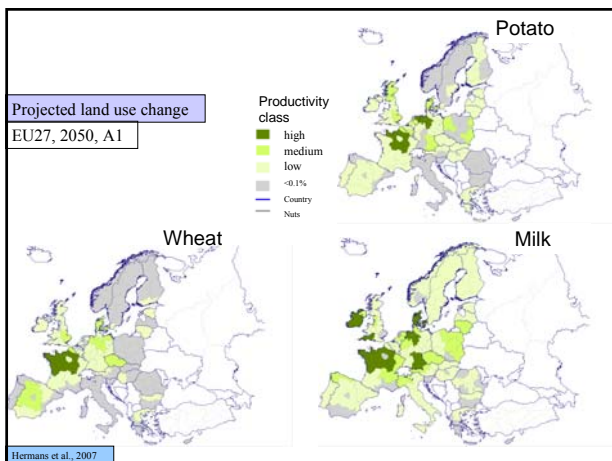 Potato
Projected land use change
EU27, 2050, A1
Productivity
class
high
medium
low
<0.1%
Country
Nuts
Wheat
Milk
Hermans et al., 2007